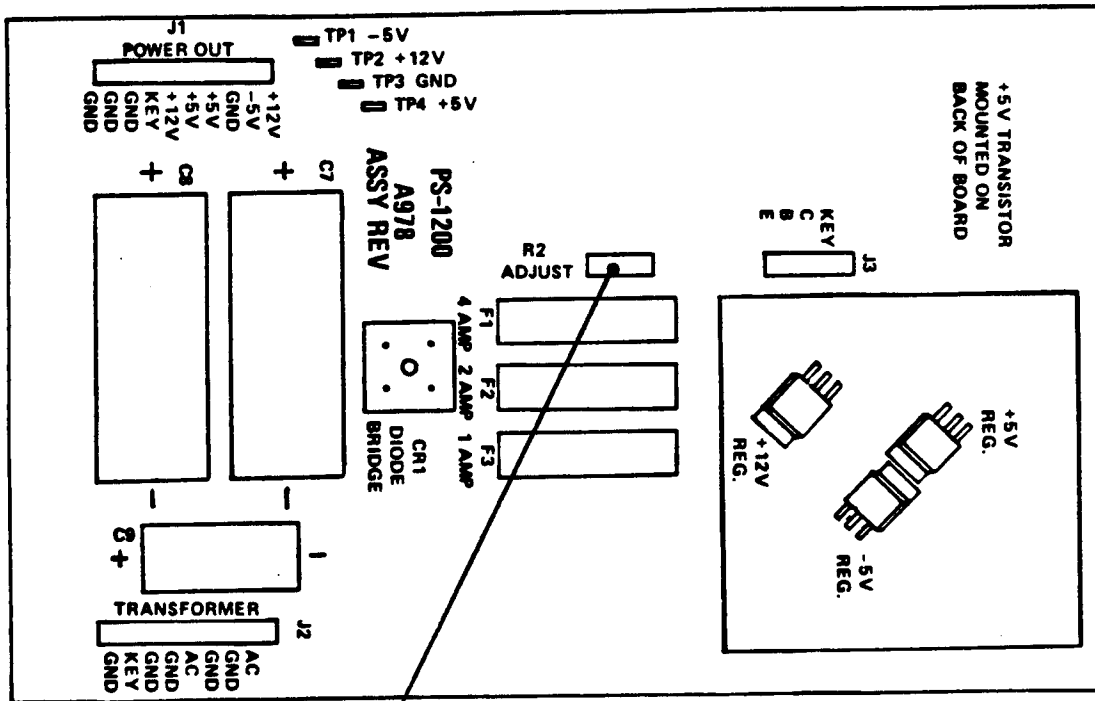 J1
POWER OUT
GND
GND
GND
KEY
+12V
+5V
+5V
GND
-5V
+12V
TP1 -5V
TP2 +12V
TP3 GND
TP4 +5V
+5V TRANSISTOR
MOUNTED ON
BACK OF BOARD
+
C8
+
C7
PS-1200
A978
ASSY REV
KEY
C
B
E
J3
R2
ADJUST
F1
4 AMP
F2
2 AMP
F3
1 AMP
CR1
DIODE
BRIDGE
+12V
REG.
+5V
REG.
-5V
REG.
-
-
C9
+
-
TRANSFORMER
J2
GND
KEY
GND
GND
AC
GND
GND
AC